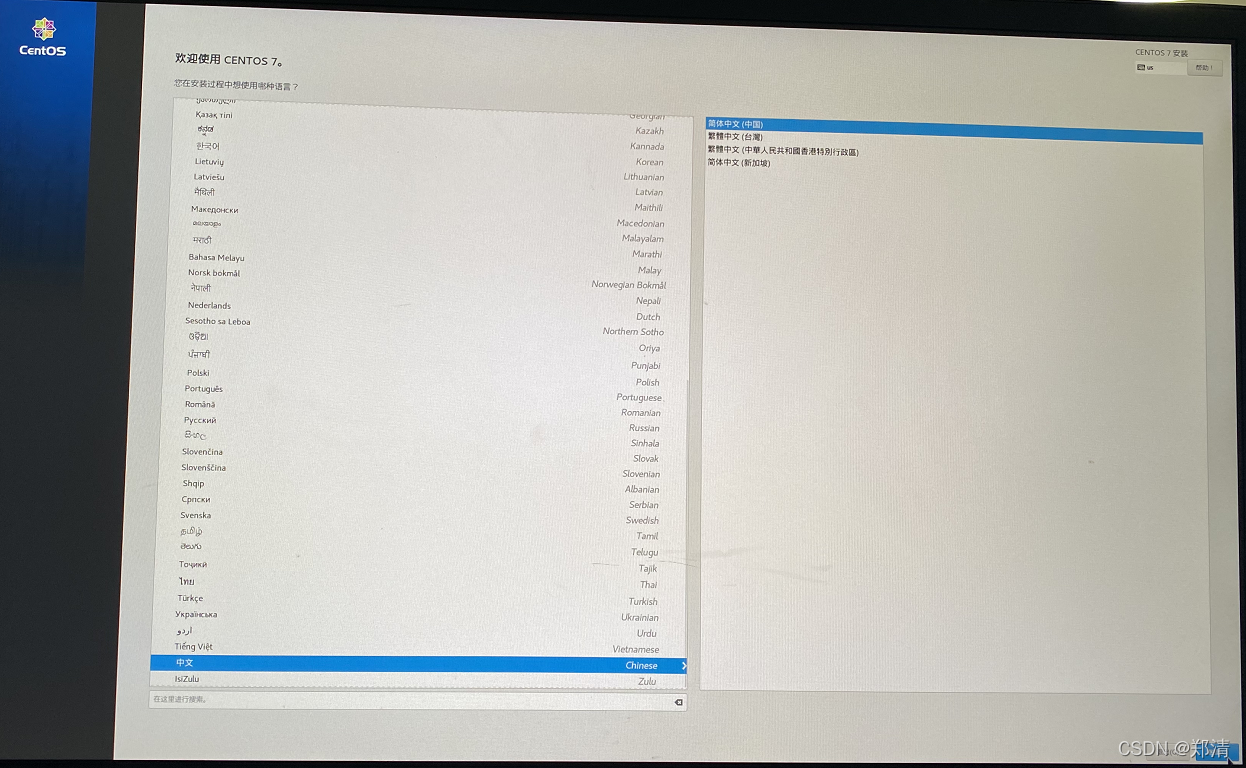 CentOS
欢迎使用 CENTOS 7。
CENTOS 7 安装
us
帮助！
您在安装过程中想使用哪种语言？
Georgian
Қазақ тілі Kazakh
ಕನ್ನಡ Kannada
한국어 Korean
Lietuvių Lithuanian
Latviešu Latvian
मैथिली Maithili
Македонски Macedonian
മലയാളം Malayalam
मराठी Marathi
Bahasa Melayu Malay
Norsk bokmål Norwegian Bokmål
नेपाली Nepali
Nederlands Dutch
Sesotho sa Leboa Northern Sotho
ଓଡ଼ିଆ Oriya
ਪੰਜਾਬੀ Punjabi
Polski Polish
Português Portuguese
Română Romanian
Русский Russian
සිංහල Sinhala
Slovenčina Slovak
Slovenščina Slovenian
Shqip Albanian
Српски Serbian
Svenska Swedish
தமிழ் Tamil
తెలుగు Telugu
Тоҷикӣ Tajik
ไทย Thai
Türkçe Turkish
Українська Ukrainian
اردو Urdu
Tiếng Việt Vietnamese
中文 Chinese
IsiZulu Zulu
在这里进行搜索。
简体中文 (中国)
繁體中文 (台灣)
繁體中文 (中華人民共和國香港特別行政區)
简体中文 (新加坡)
CSDN @郑清